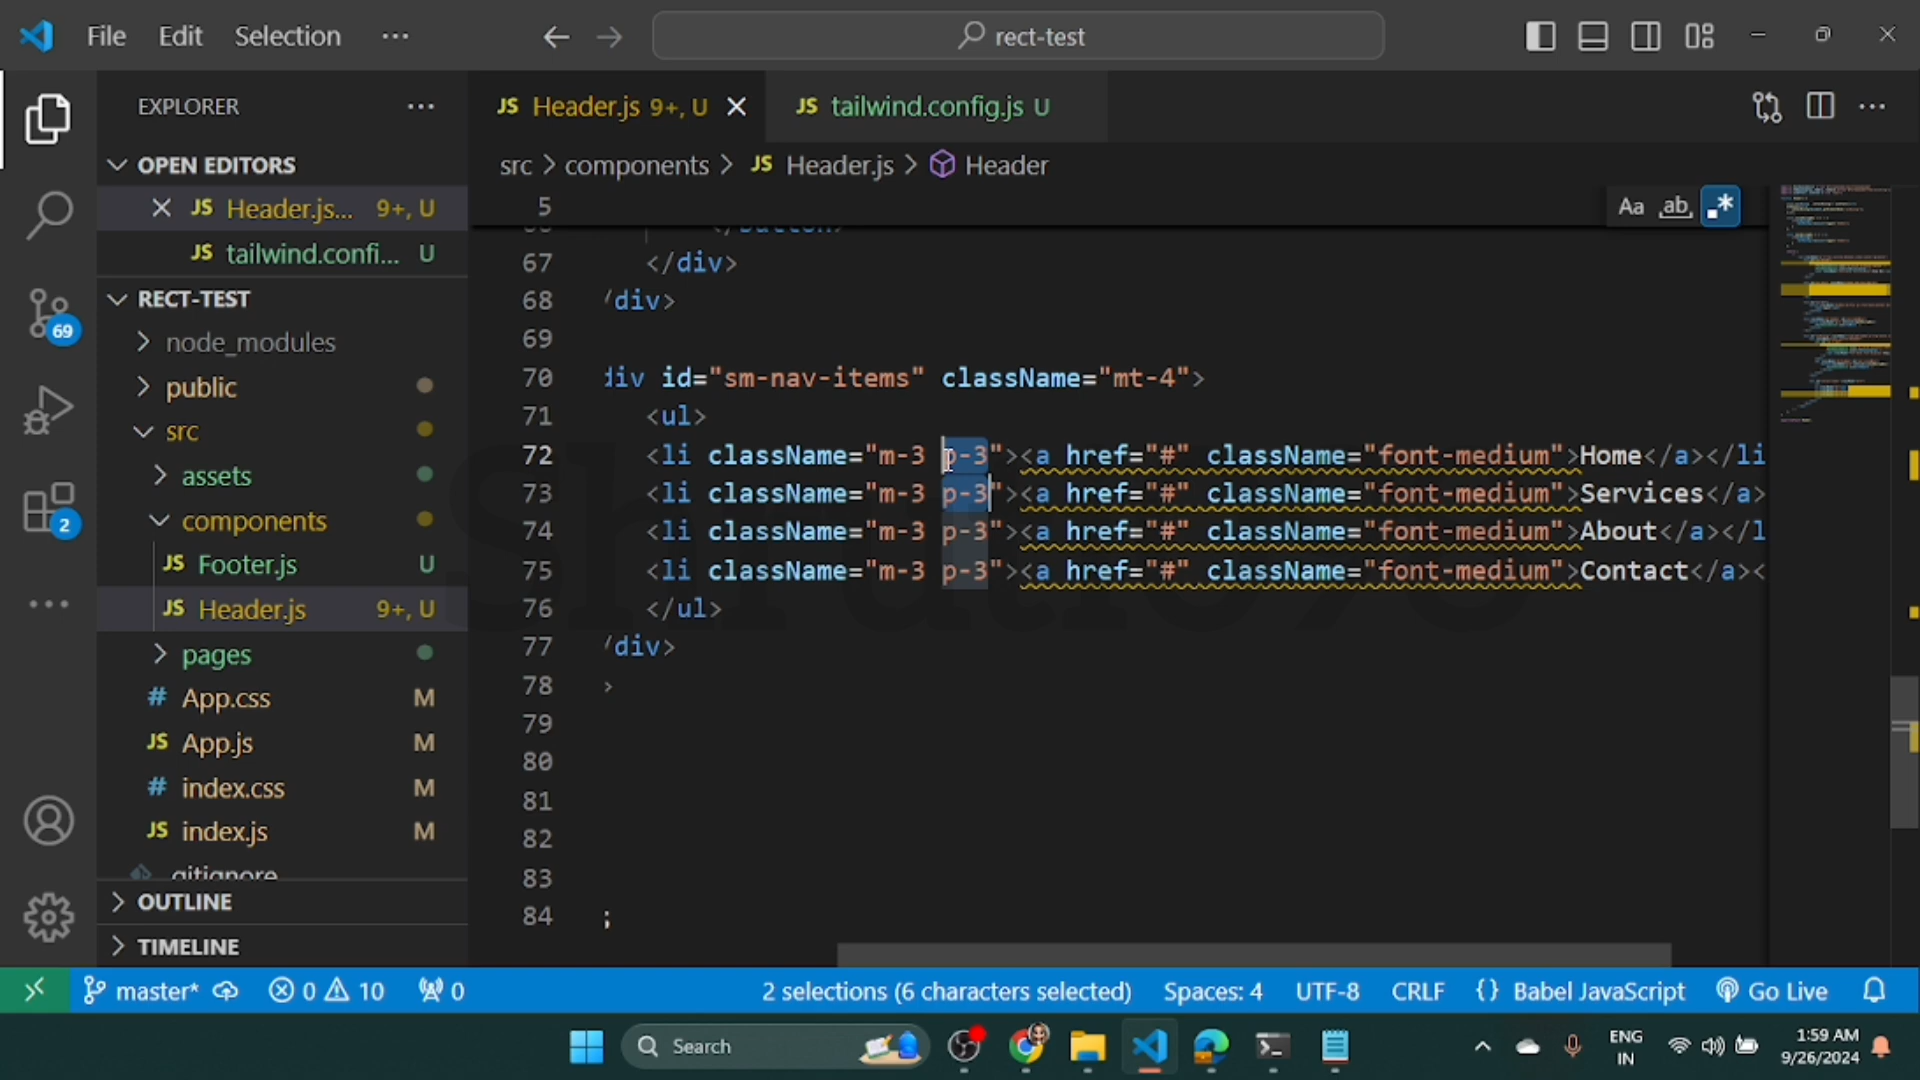 File Edit Selection ··· rect-test
EXPLORER ···
JS Header.js 9+, U
JS tailwind.config.js U
OPEN EDITORS
JS Header.js... 9+, U
JS tailwind.confi... U
RECT-TEST
node_modules
public
src
assets
components
JS Footer.js U
JS Header.js 9+, U
pages
# App.css M
JS App.js M
# index.css M
JS index.js M
.gitignore
OUTLINE
TIMELINE
69
2
src > components > JS Header.js > Header
5
Aa ab .*
67 </div>
68 /div>
69
70 div id="sm-nav-items" className="mt-4">
71 <ul>
72 <li className="m-3 p-3"><a href="#" className="font-medium">Home</a></li
73 <li className="m-3 p-3"><a href="#" className="font-medium">Services</a>
74 <li className="m-3 p-3"><a href="#" className="font-medium">About</a></l
75 <li className="m-3 p-3"><a href="#" className="font-medium">Contact</a><
76 </ul>
77 /div>
78 >
79
80
81
82
83
84 ;
master* 0 10 0 2 selections (6 characters selected) Spaces: 4 UTF-8 CRLF {} Babel JavaScript Go Live
Search
ENG
IN
1:59 AM
9/26/2024